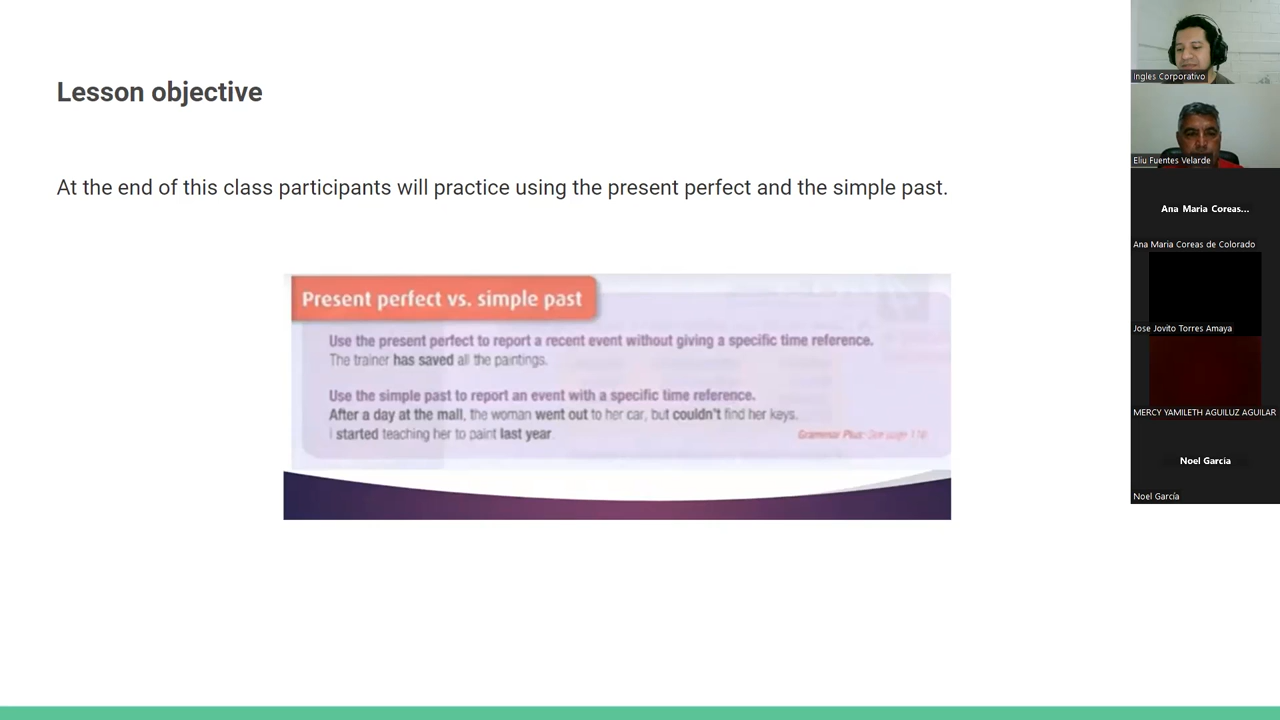 Lesson objective
At the end of this class participants will practice using the present perfect and the simple past.
Present perfect vs. simple past
Use the present perfect to report a recent event without giving a specific time reference.
The trainer has saved all the paintings.
Use the simple past to report an event with a specific time reference.
After a day at the mall, the woman went out to her car, but couldn't find her keys.
I started teaching her to paint last year.
Grammar Plus: See page
Ingles Corporativo
Eliu Fuentes Velarde
Ana Maria Coreas...
Ana Maria Coreas de Colorado
Jose Jovito Torres Amaya
MERCY YAMILETH AGUILUZ AGUILAR
Noel Garcia
Noel García